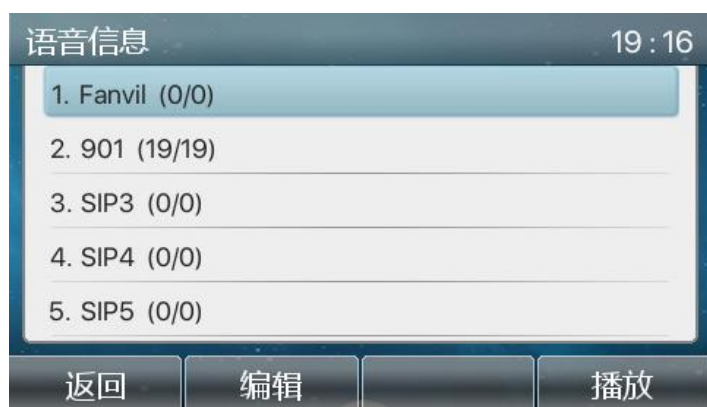 语音信息 19:16
1. Fanvil (0/0)
2. 901 (19/19)
3. SIP3 (0/0)
4. SIP4 (0/0)
5. SIP5 (0/0)
返回 编辑 播放